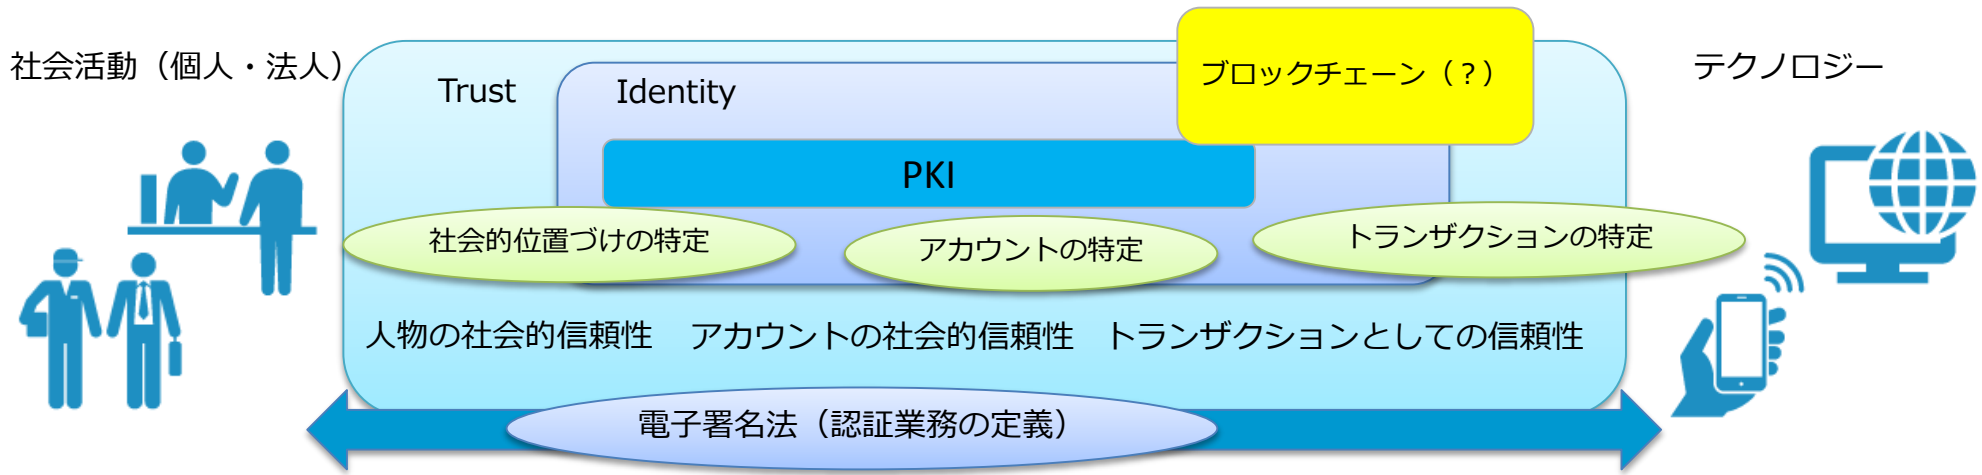 社会活動（個人・法人）
Trust
Identity
ブロックチェーン（？）
テクノロジー
PKI
社会的位置づけの特定
アカウントの特定
トランザクションの特定
人物の社会的信頼性
アカウントの社会的信頼性
トランザクションとしての信頼性
電子署名法（認証業務の定義）